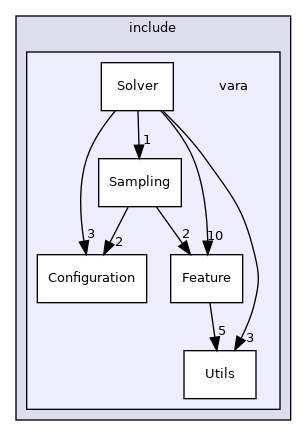 include
Solver
vara
1
Sampling
3
2
2
10
Configuration
Feature
5
3
Utils